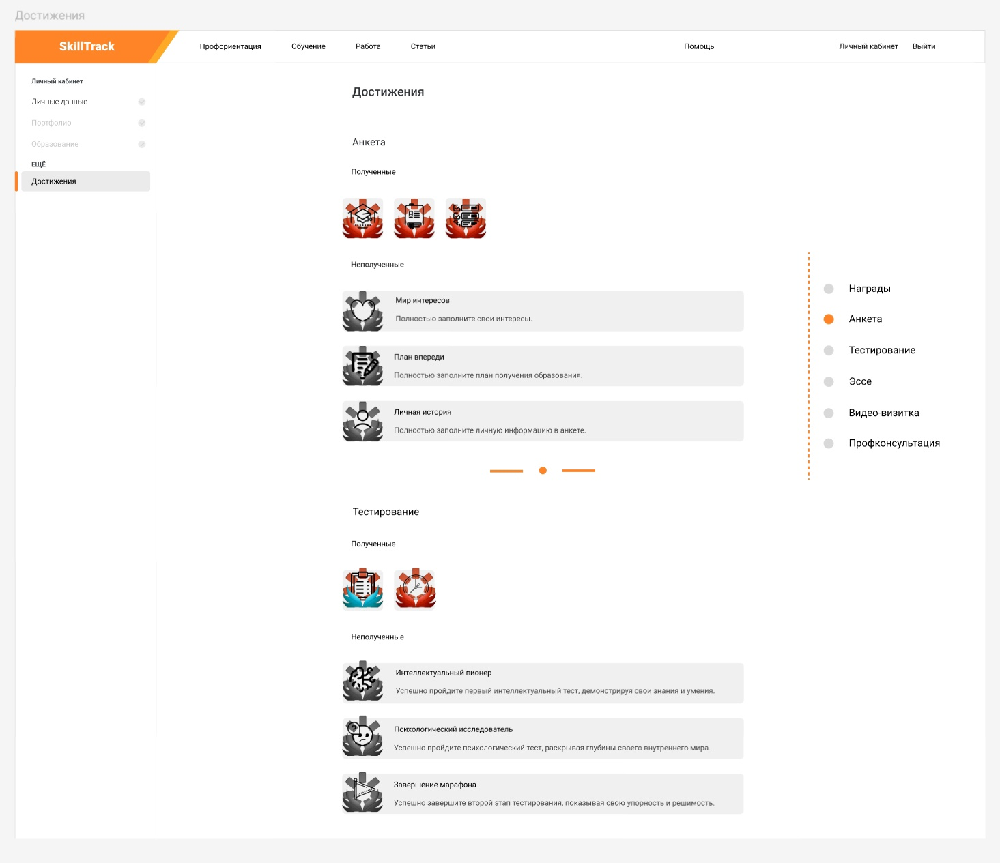 Достижения
SkillTrack
Профориентация
Обучение
Работа
Статьи
Помощь
Личный кабинет
Выйти
Личный кабинет
Личные данные
Портфолио
Образование
ЕЩЁ
Достижения
Достижения
Анкета
Полученные
Неполученные
Мир интересов
Полностью заполните свои интересы.
План впереди
Полностью заполните план получения образования.
Личная история
Полностью заполните личную информацию в анкете.
Награды
Анкета
Тестирование
Эссе
Видео-визитка
Профконсультация
Тестирование
Полученные
Неполученные
Интеллектуальный пионер
Успешно пройдите первый интеллектуальный тест, демонстрируя свои знания и умения.
Психологический исследователь
Успешно пройдите психологический тест, раскрывая глубины своего внутреннего мира.
Завершение марафона
Успешно завершите второй этап тестирования, показывая свою упорность и решимость.